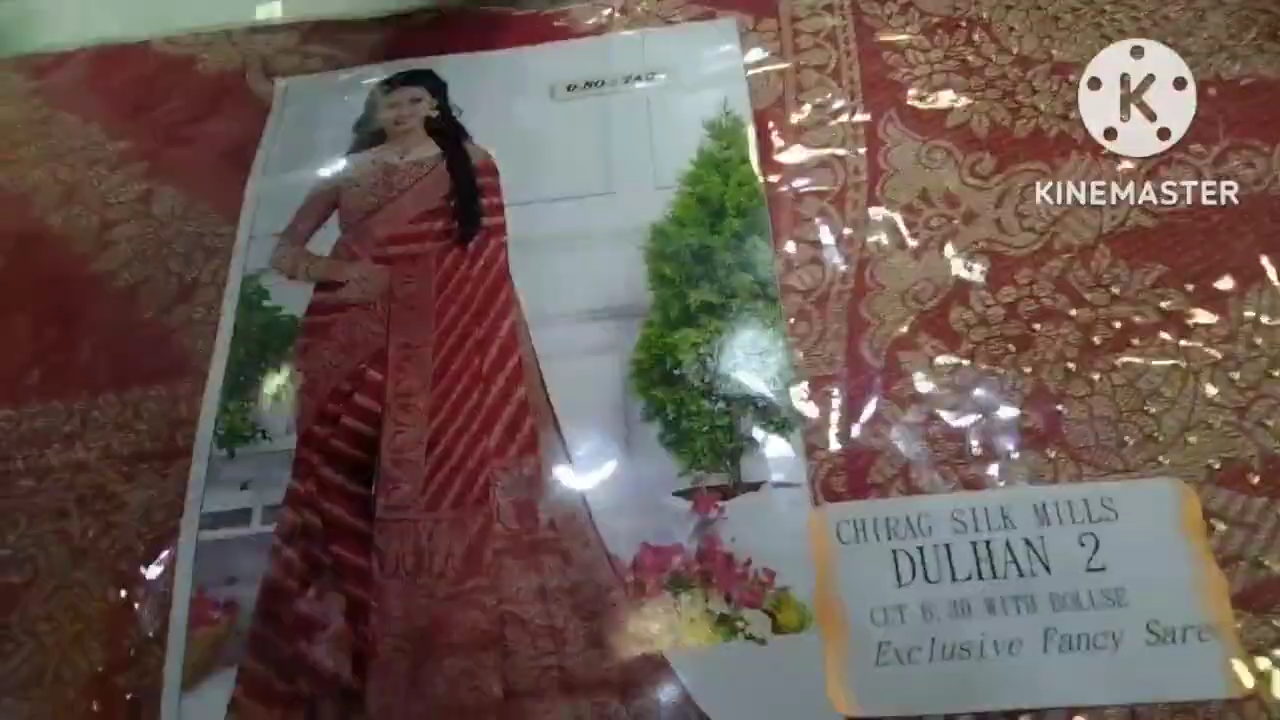 K
KINEMASTER
CHIRAG SILK MILLS
DULHAN 2
CUT 6.30 WITH BOLUSE
Exclusive Fancy Sare